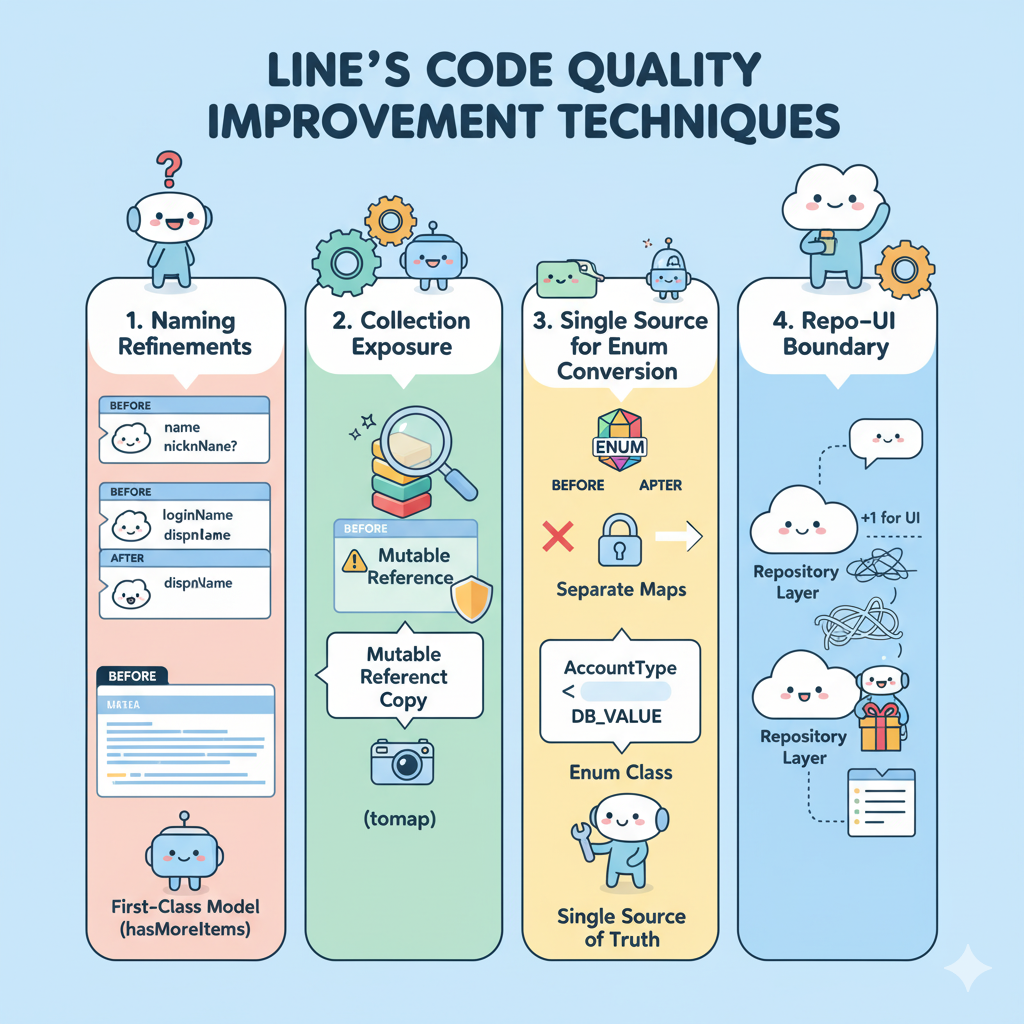 LINE'S CODE QUALITY
IMPROVEMENT TECHNIQUES
?
1. Naming
Refinements
BEFORE
name
nicknNane?
BEFORE
loginName
dispnlame
AFTER
BEFORE
First-Class Model
(hasMoreItems)
2. Collection
Exposure
BEFORE
Mutable
Reference
Mutable
Referenct
Copy
(tomap)
3. Single Source
for Enum
Conversion
ENUM
BEFORE APTER
Separate Maps
AccountType
<
DB_VALUE
Enum Class
Single Source
of Truth
4. Repo-UI
Boundary
+1 for UI
Repository
Layer
Repository
Layer